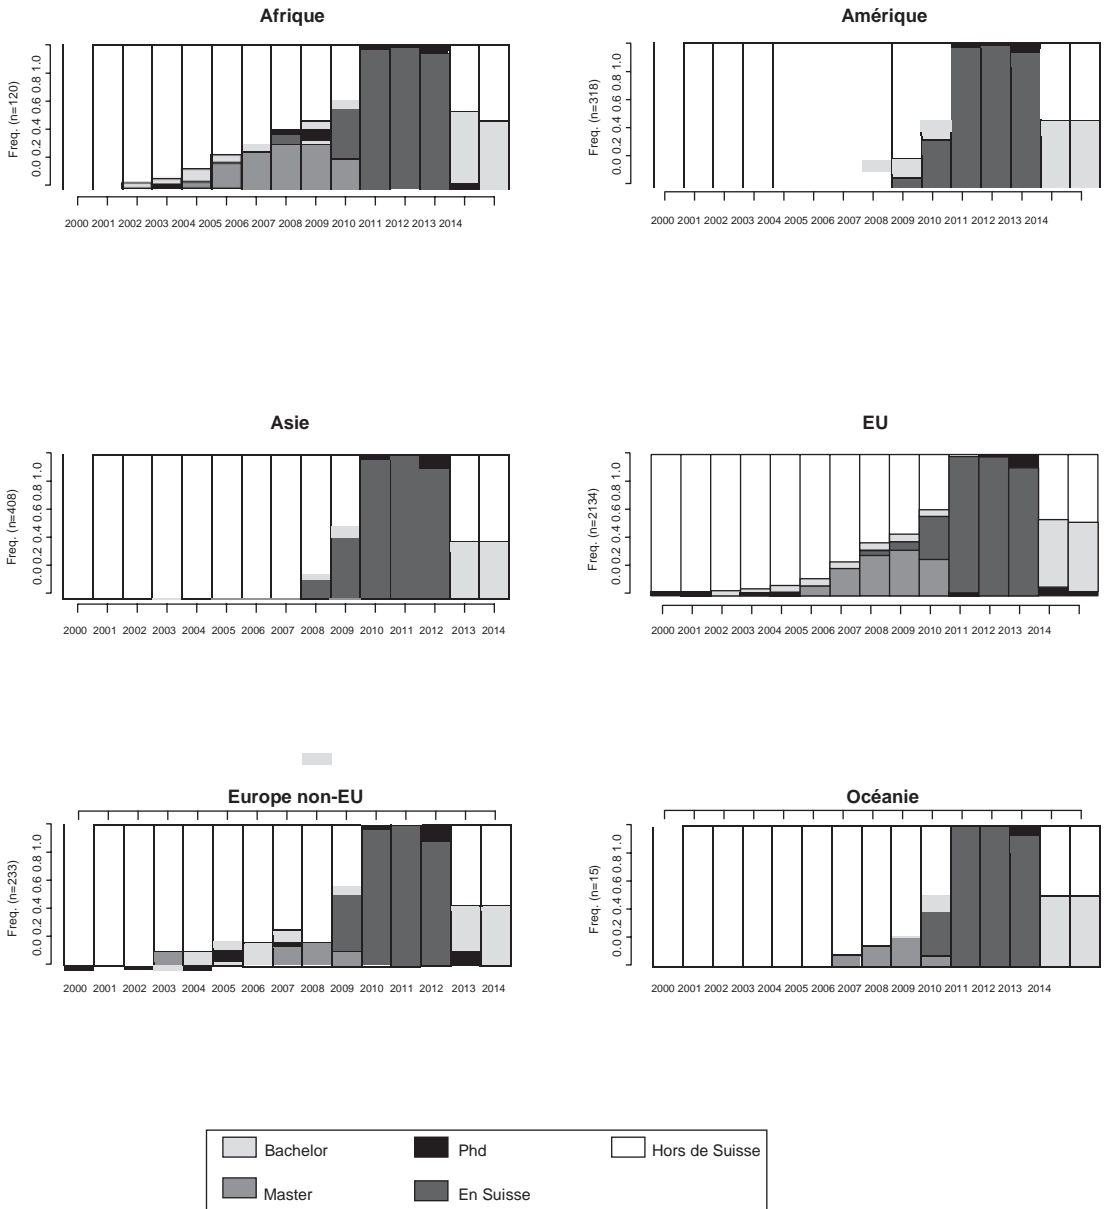 Afrique
Freq. (n=120)
0.0 0.2 0.4 0.6 0.8 1.0
2000 2001 2002 2003 2004 2005 2006 2007 2008 2009 2010 2011 2012 2013 2014
Amérique
Freq. (n=318)
0.0 0.2 0.4 0.6 0.8 1.0
2000 2001 2002 2003 2004 2005 2006 2007 2008 2009 2010 2011 2012 2013 2014
Asie
Freq. (n=408)
0.0 0.2 0.4 0.6 0.8 1.0
2000 2001 2002 2003 2004 2005 2006 2007 2008 2009 2010 2011 2012 2013 2014
EU
Freq. (n=2134)
0.0 0.2 0.4 0.6 0.8 1.0
2000 2001 2002 2003 2004 2005 2006 2007 2008 2009 2010 2011 2012 2013 2014
Europe non-EU
Freq. (n=233)
0.0 0.2 0.4 0.6 0.8 1.0
2000 2001 2002 2003 2004 2005 2006 2007 2008 2009 2010 2011 2012 2013 2014
Océanie
Freq. (n=15)
0.0 0.2 0.4 0.6 0.8 1.0
2000 2001 2002 2003 2004 2005 2006 2007 2008 2009 2010 2011 2012 2013 2014
Bachelor Phd Hors de Suisse
Master En Suisse